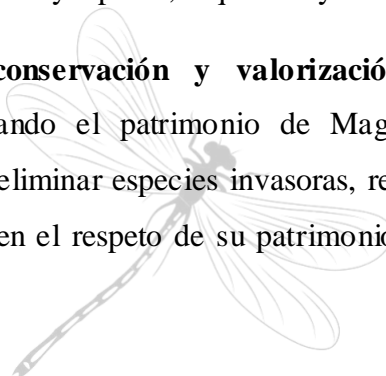 conservación y valorizació
ando el patrimonio de Mag
eliminar especies invasoras, re
en el respeto de su patrimonio